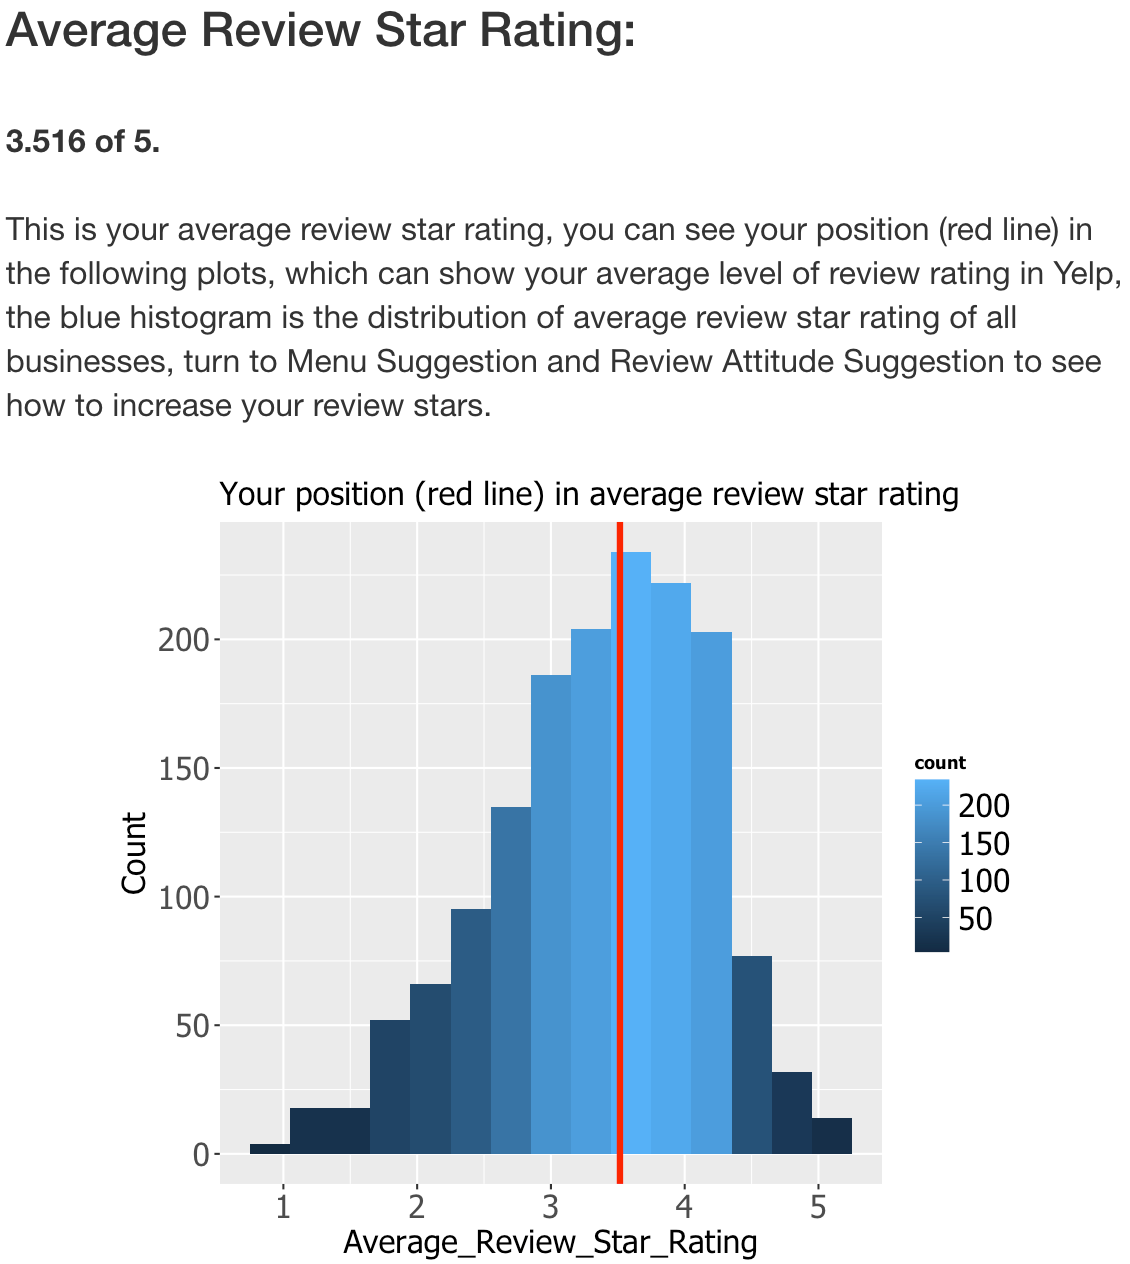 Average Review Star Rating:
3.516 of 5.
This is your average review star rating, you can see your position (red line) in
the following plots, which can show your average level of review rating in Yelp,
the blue histogram is the distribution of average review star rating of all
businesses, turn to Menu Suggestion and Review Attitude Suggestion to see
how to increase your review stars.
Your position (red line) in average review star rating
200
150
100
50
0
Count
1 2 3 4 5
Average_Review_Star_Rating
count
200
150
100
50